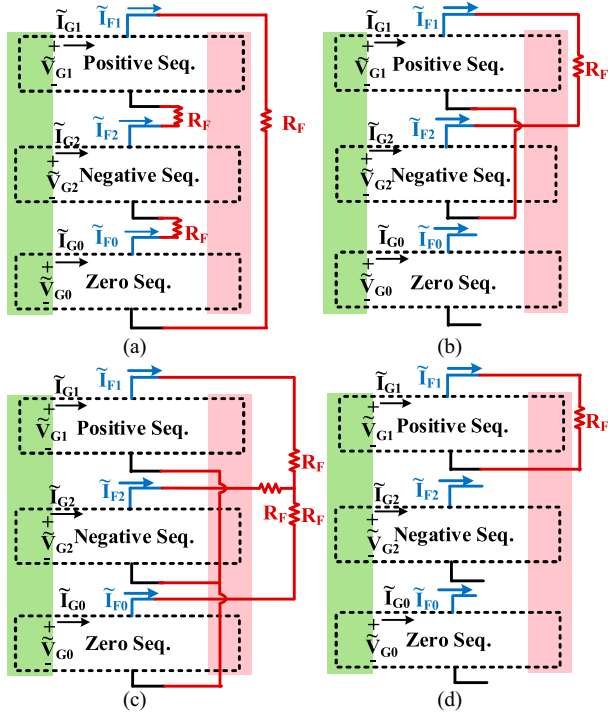 Ĩ_G1 Ĩ_F1
+ Ṽ_G1 - Positive Seq.
R_F R_F
Ĩ_G2 Ĩ_F2
Ṽ_G2 Negative Seq.
R_F
Ĩ_G0 Ĩ_F0
+ Ṽ_G0 - Zero Seq.
(a)
Ĩ_G1 Ĩ_F1
+ Ṽ_G1 - Positive Seq.
R_F
Ĩ_G2 Ĩ_F2
+ Ṽ_G2 - Negative Seq.
Ĩ_G0 Ĩ_F0
+ Ṽ_G0 - Zero Seq.
(b)
Ĩ_G1 Ĩ_F1
+ Ṽ_G1 - Positive Seq.
R_F
Ĩ_G2 Ĩ_F2
R_F R_F
+ Ṽ_G2 - Negative Seq.
Ĩ_G0 Ĩ_F0
+ Ṽ_G0 - Zero Seq.
(c)
Ĩ_G1 Ĩ_F1
R_F
+ Ṽ_G1 - Positive Seq.
Ĩ_G2 Ĩ_F2
+ Ṽ_G2 - Negative Seq.
Ĩ_G0 Ĩ_F0
+ Ṽ_G0 - Zero Seq.
(d)